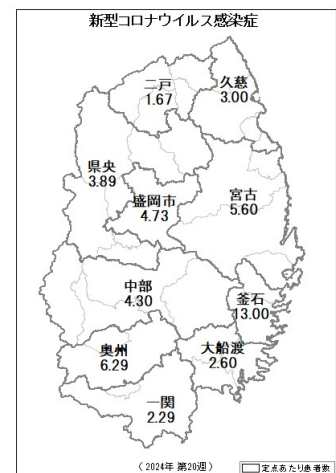 新型コロナウイルス感染症
二戸
1.67
久慈
3.00
県央
3.89
盛岡市
4.73
宮古
5.60
中部
4.30
釜石
13.00
奥州
6.29
大船渡
2.60
一関
2.29
（2024年 第20週）
定点あたり患者数